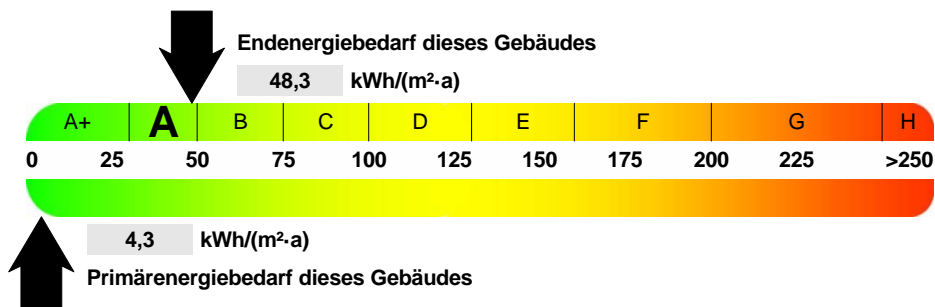 Endenergiebedarf dieses Gebäudes
48,3 kWh/(m²·a)
A+ A B C D E F G H
0 25 50 75 100 125 150 175 200 225 >250
4,3 kWh/(m²·a)
Primärenergiebedarf dieses Gebäudes